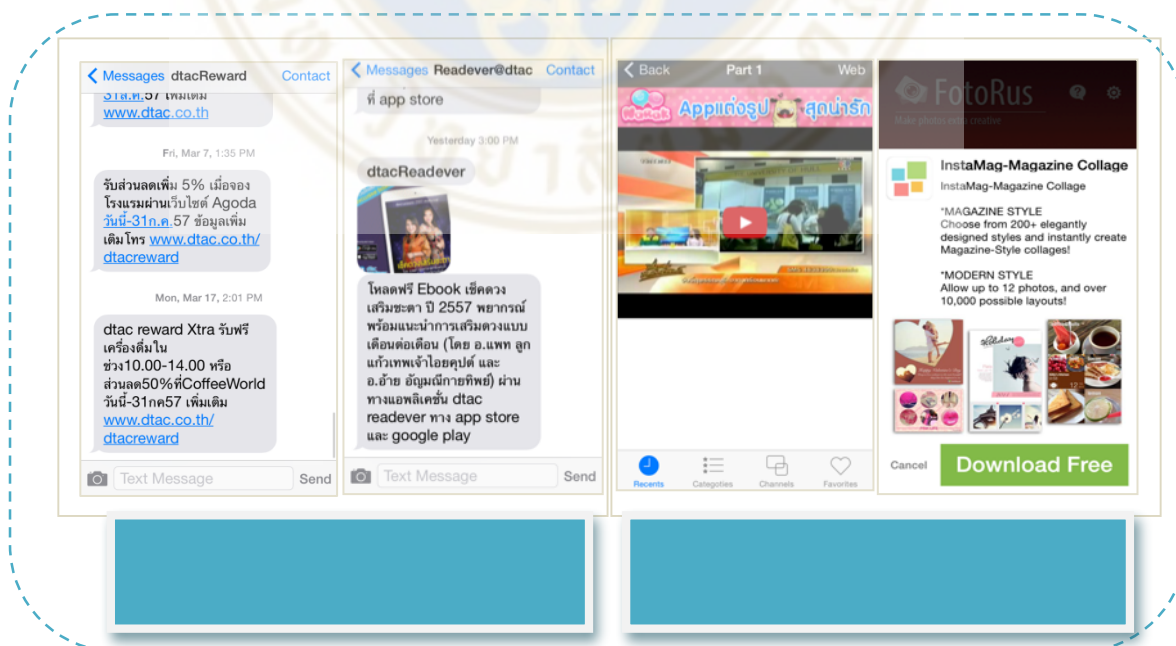 Messages dtacReward Contact
31ส.ค.57 เพิ่มเติม
www.dtac.co.th
Fri, Mar 7, 1:35 PM
รับส่วนลดเพิ่ม 5% เมื่อจอง
โรงแรมผ่านเว็บไซต์ Agoda
วันนี้-31ก.ค.57 ข้อมูลเพิ่ม
เติมโทร www.dtac.co.th/
dtacreward
Mon, Mar 17, 2:01 PM
dtac reward Xtra รับฟรี
เครื่องดื่มใน
ช่วง10.00-14.00 หรือ
ส่วนลด50%ที่CoffeeWorld
วันนี้-31กค57 เพิ่มเติม
www.dtac.co.th/
dtacreward
Text Message Send
Messages Readever@dtac Contact
ที่ app store
Yesterday 3:00 PM
dtacReadever
โหลดฟรี Ebook เช็คดวง
เสริมชะตา ปี 2557 พยากรณ์
พร้อมแนะนำการเสริมดวงแบบ
เดือนต่อเดือน (โดย อ.แพท ลูก
แก้วเทพเจ้าไอยคุปต์ และ
อ.อ้าย อัญมณีกายทิพย์) ผ่าน
ทางแอพลิเคชั่น dtac
readever ทาง app store
และ google play
Text Message Send
Back Part 1 Web
Appแต่งรูป สุดน่ารัก
Recents Categoties Channels Favorites
FotoRus
Make photos extra creative
InstaMag-Magazine Collage
InstaMag-Magazine Collage
*MAGAZINE STYLE
Choose from 200+ elegantly
designed styles and instantly create
Magazine-Style collages!
*MODERN STYLE
Allow up to 12 photos, and over
10,000 possible layouts!
Holiday
Cancel Download Free